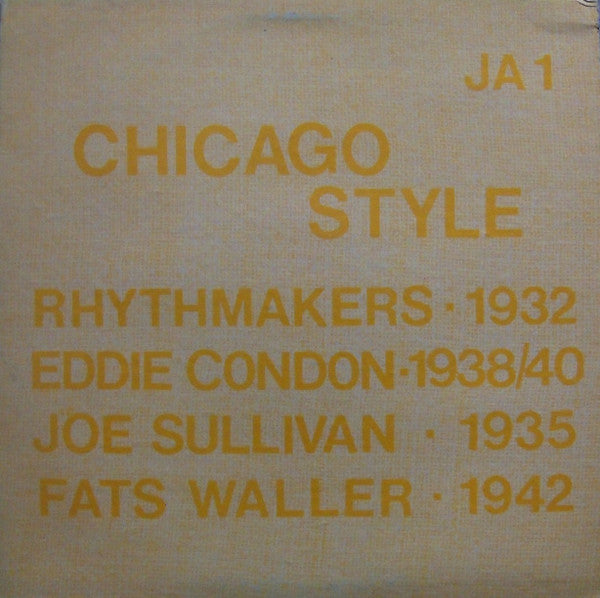 JA 1
CHICAGO
STYLE
RHYTHMAKERS · 1932
EDDIE CONDON · 1938/40
JOE SULLIVAN · 1935
FATS WALLER · 1942